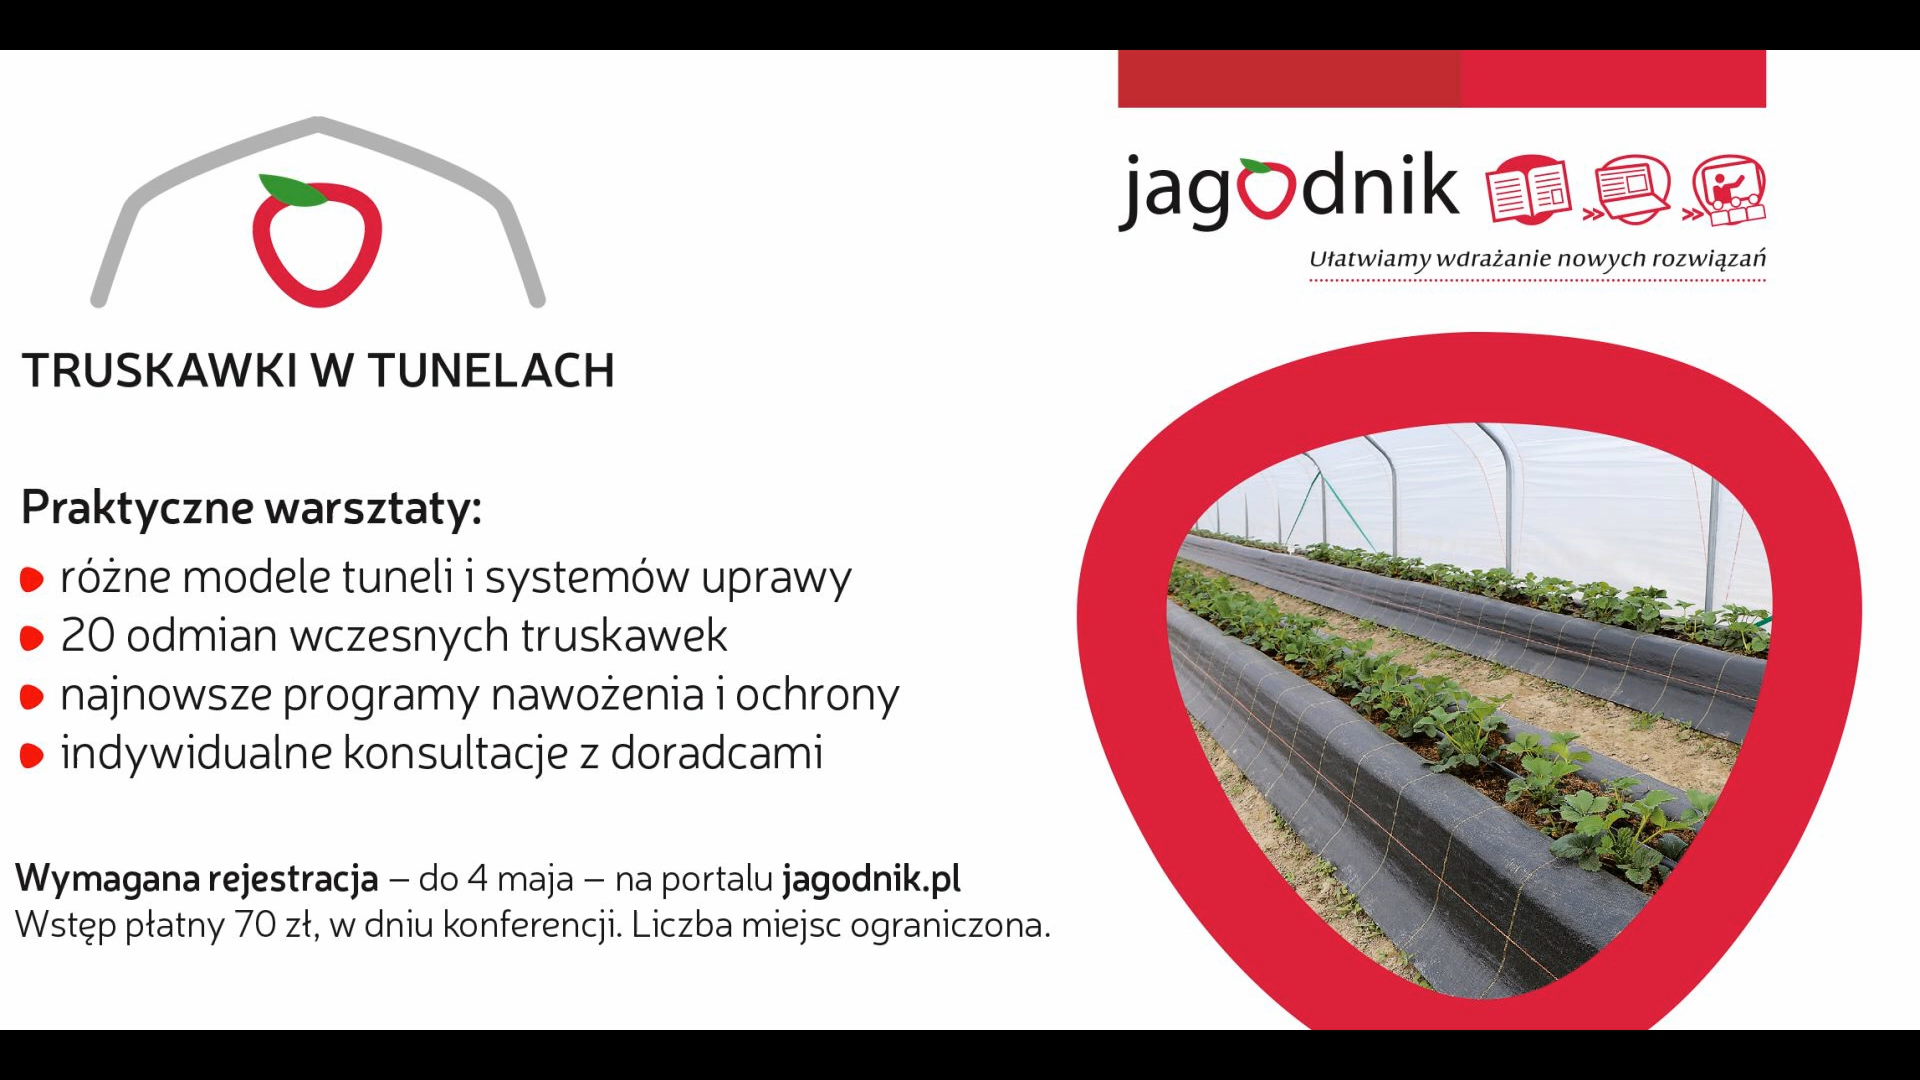 TRUSKAWKI W TUNELACH
Praktyczne warsztaty:
różne modele tuneli i systemów uprawy
20 odmian wczesnych truskawek
najnowsze programy nawożenia i ochrony
indywidualne konsultacje z doradcami
Wymagana rejestracja – do 4 maja – na portalu jagodnik.pl
Wstęp płatny 70 zł, w dniu konferencji. Liczba miejsc ograniczona.
jagodnik
Ułatwiamy wdrażanie nowych rozwiązań